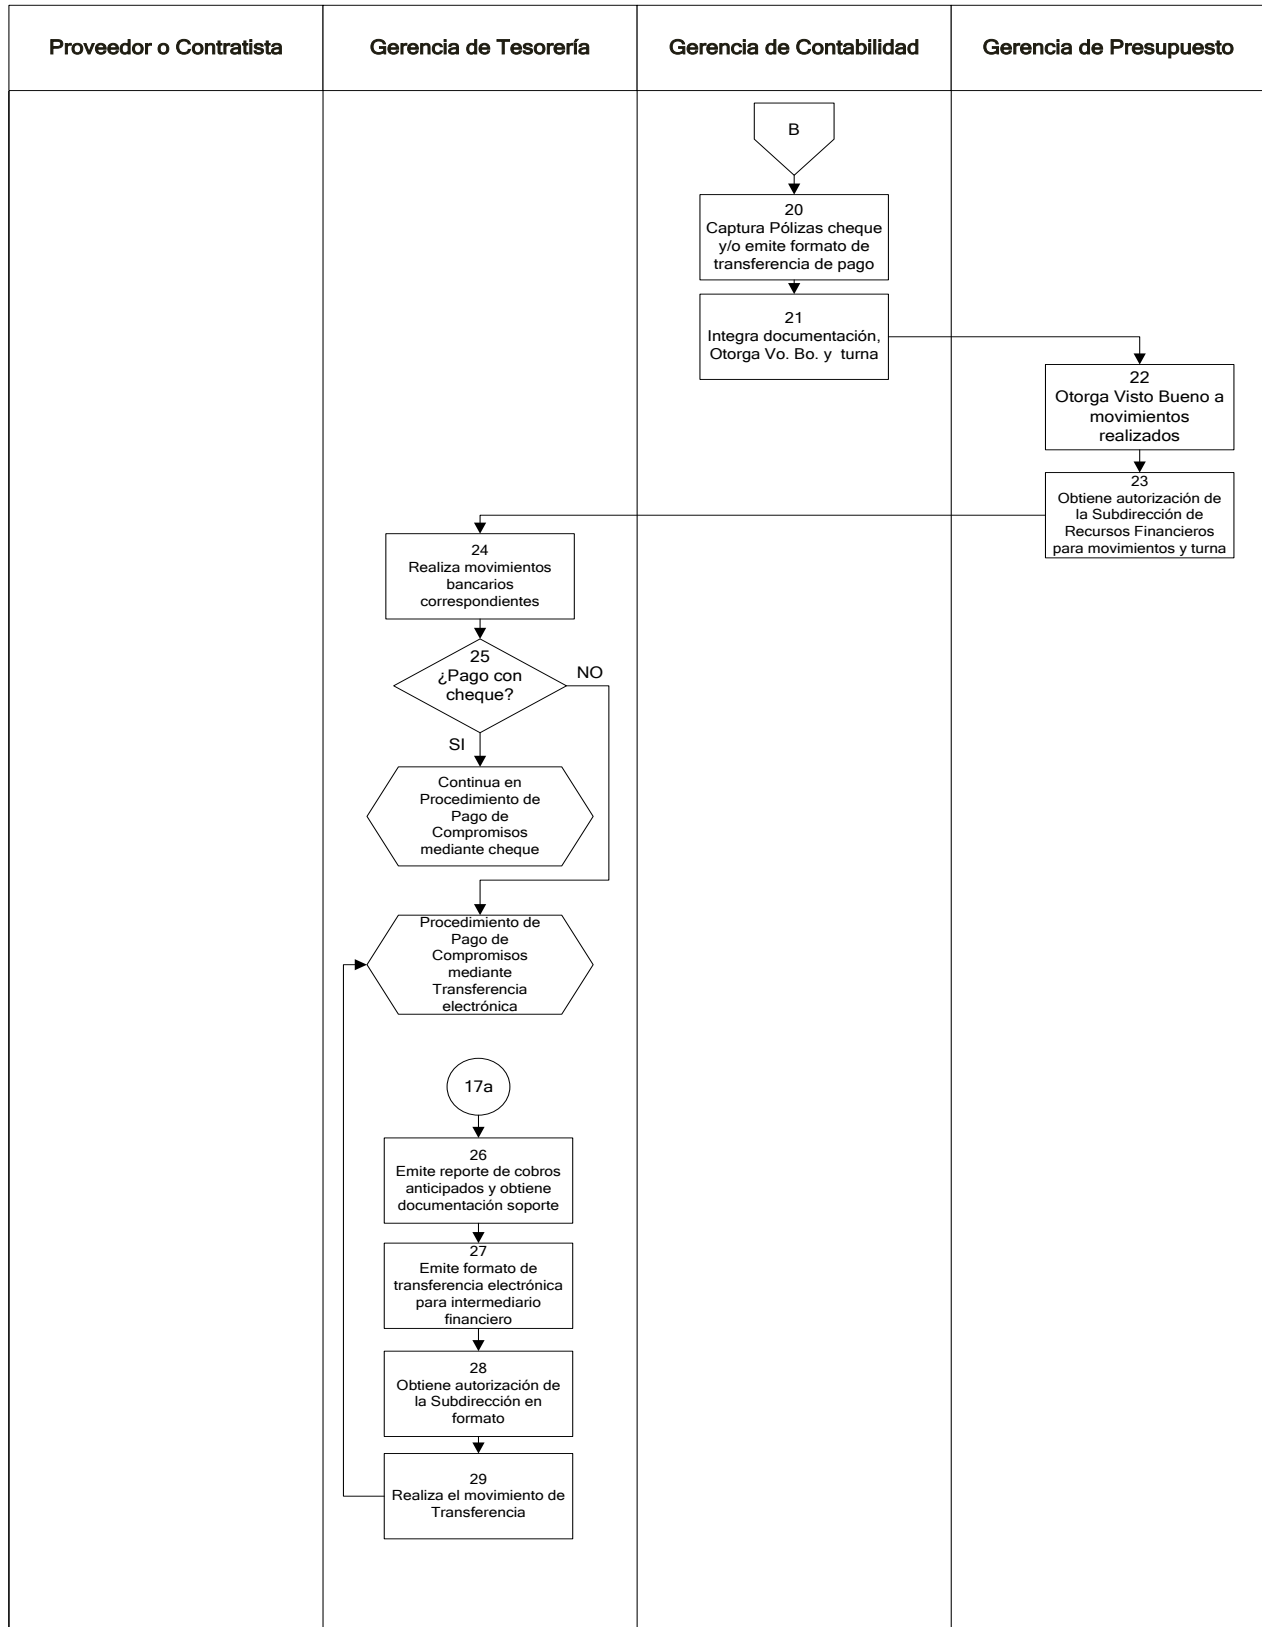 Proveedor o Contratista
Gerencia de Tesorería
Gerencia de Contabilidad
Gerencia de Presupuesto
B
20
Captura Pólizas cheque
y/o emite formato de
transferencia de pago
21
Integra documentación,
Otorga Vo. Bo. y turna
22
Otorga Visto Bueno a
movimientos
realizados
23
Obtiene autorización de
la Subdirección de
Recursos Financieros
para movimientos y turna
24
Realiza movimientos
bancarios
correspondientes
25
¿Pago con
cheque?
NO
SI
Continua en
Procedimiento de
Pago de
Compromisos
mediante cheque
Procedimiento de
Pago de
Compromisos
mediante
Transferencia
electrónica
17a
26
Emite reporte de cobros
anticipados y obtiene
documentación soporte
27
Emite formato de
transferencia electrónica
para intermediario
financiero
28
Obtiene autorización de
la Subdirección en
formato
29
Realiza el movimiento de
Transferencia